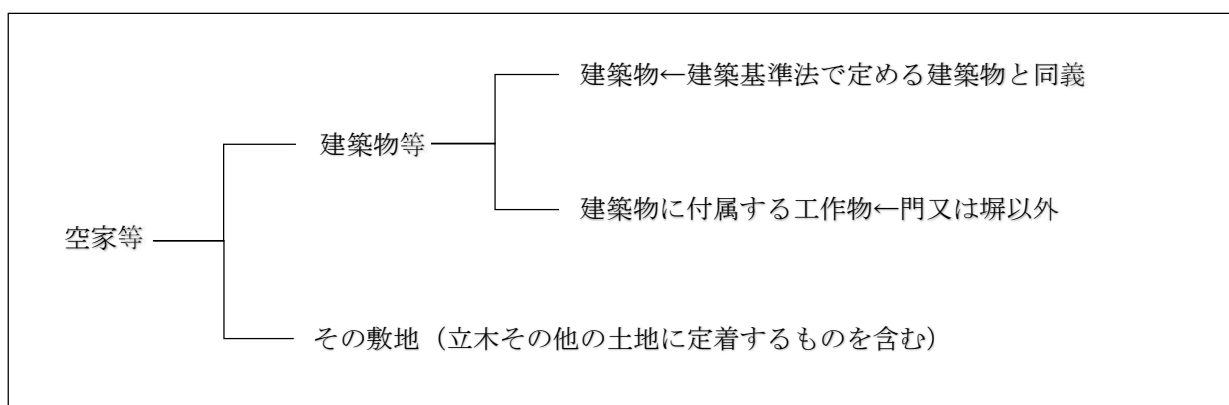 建築物←建築基準法で定める建築物と同義
建築物等
建築物に付属する工作物←門又は塀以外
空家等
その敷地（立木その他の土地に定着するものを含む）